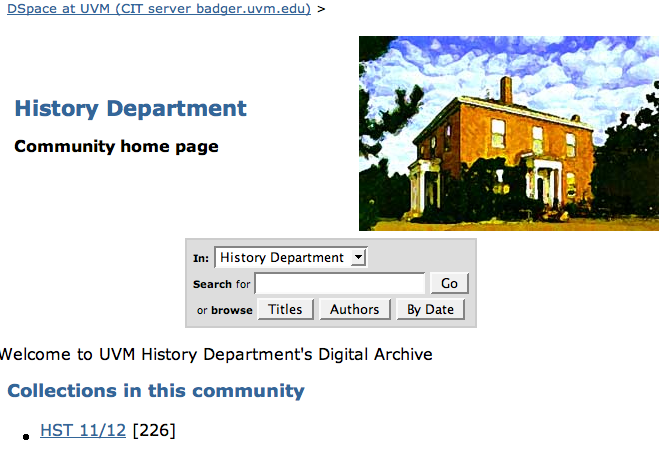 DSpace at UVM (CIT server badger.uvm.edu) >
History Department
Community home page
In: History Department
Search for Go
or browse Titles Authors By Date
Welcome to UVM History Department's Digital Archive
Collections in this community
HST 11/12 [226]